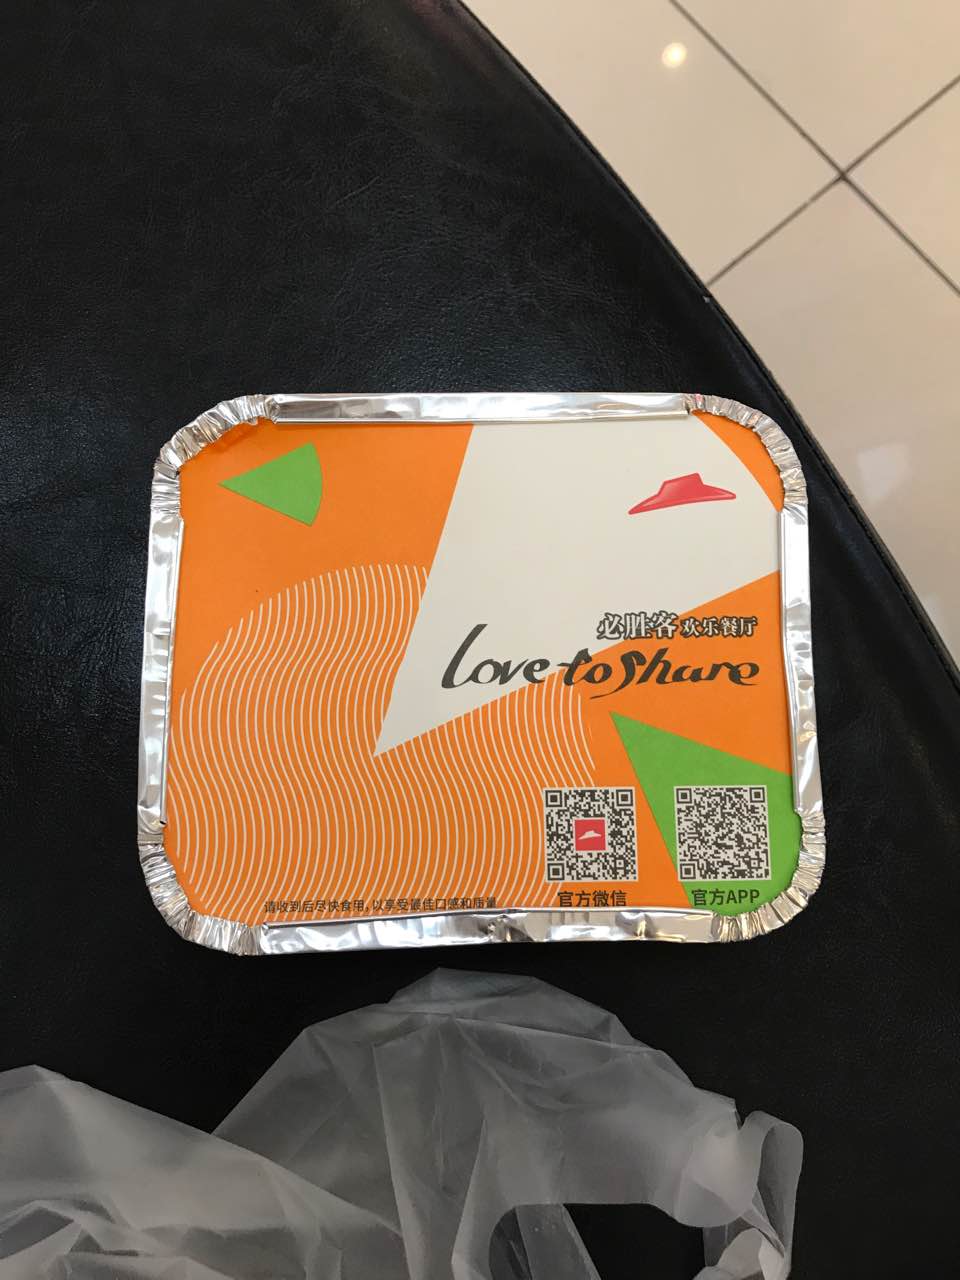 必胜客 欢乐餐厅
Love to Share
官方微信
官方APP
请收到后尽快食用，以享受最佳口感和质量